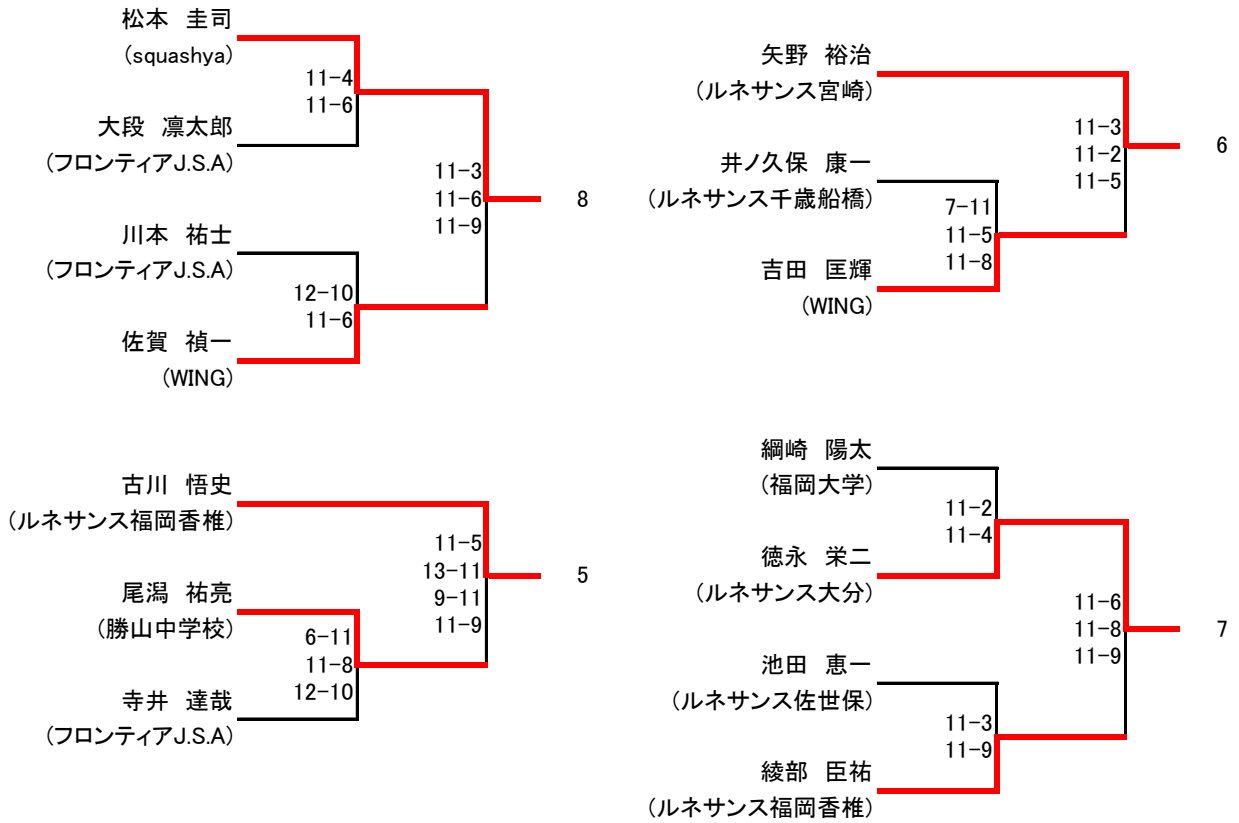 松本 圭司
(squashya)
11-4
11-6
大段 凛太郎
(フロンティアJ.S.A)
11-3
11-6
11-9
8
川本 祐士
(フロンティアJ.S.A)
12-10
11-6
佐賀 禎一
(WING)
矢野 裕治
(ルネサンス宮崎)
11-3
11-2
11-5
6
井ノ久保 康一
(ルネサンス千歳船橋)
7-11
11-5
11-8
吉田 匡輝
(WING)
古川 悟史
(ルネサンス福岡香椎)
11-5
13-11
9-11
11-9
5
尾潟 祐亮
(勝山中学校)
6-11
11-8
12-10
寺井 達哉
(フロンティアJ.S.A)
綱崎 陽太
(福岡大学)
11-2
11-4
徳永 栄二
(ルネサンス大分)
11-6
11-8
11-9
7
池田 恵一
(ルネサンス佐世保)
11-3
11-9
綾部 臣祐
(ルネサンス福岡香椎)